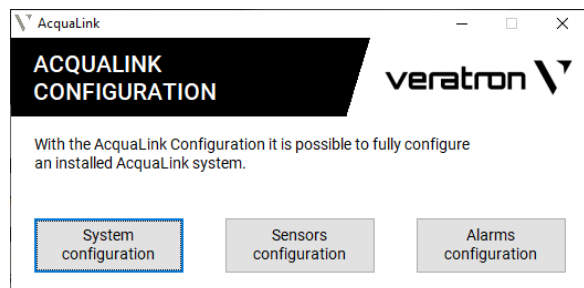 AcquaLink
ACQUALINK
CONFIGURATION
veratron
With the AcquaLink Configuration it is possible to fully configure
an installed AcquaLink system.
System
configuration
Sensors
configuration
Alarms
configuration